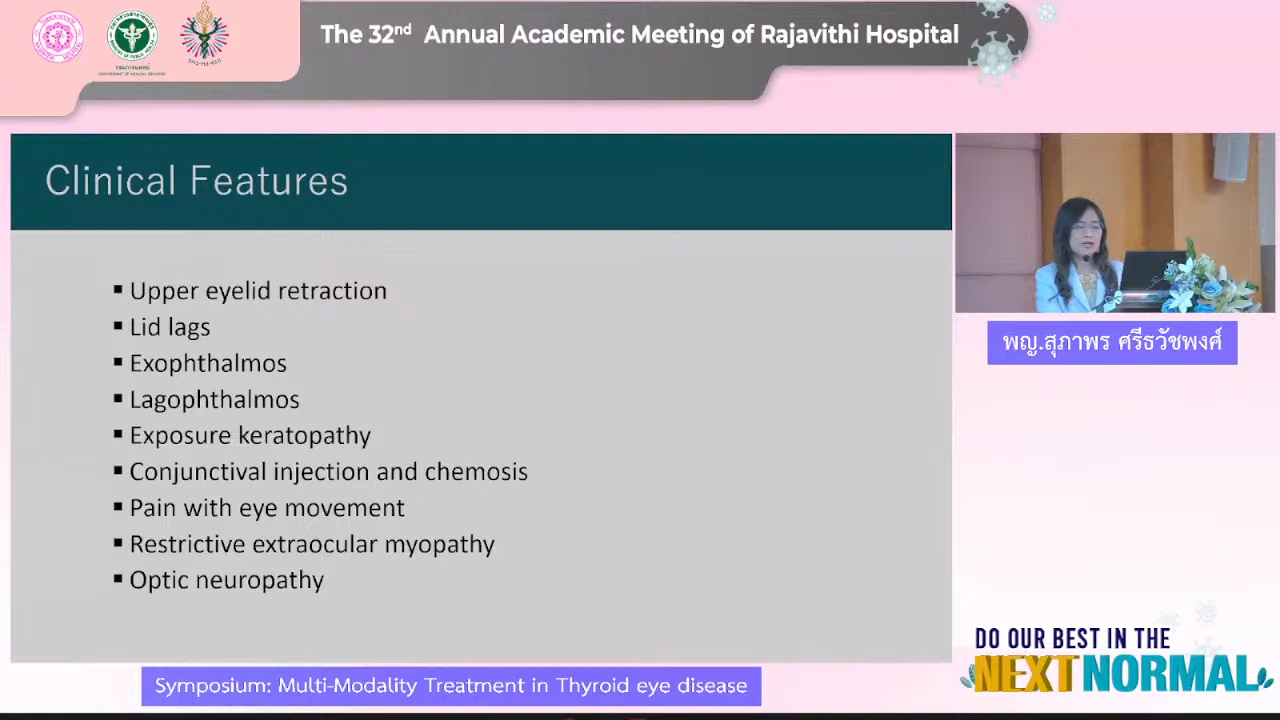 The 32nd Annual Academic Meeting of Rajavithi Hospital
Clinical Features
▪ Upper eyelid retraction
▪ Lid lags
▪ Exophthalmos
▪ Lagophthalmos
▪ Exposure keratopathy
▪ Conjunctival injection and chemosis
▪ Pain with eye movement
▪ Restrictive extraocular myopathy
▪ Optic neuropathy
พญ.สุภาพร ศรีธวัชพงศ์
DO OUR BEST IN THE
NEXT NORMAL
Symposium: Multi-Modality Treatment in Thyroid eye disease